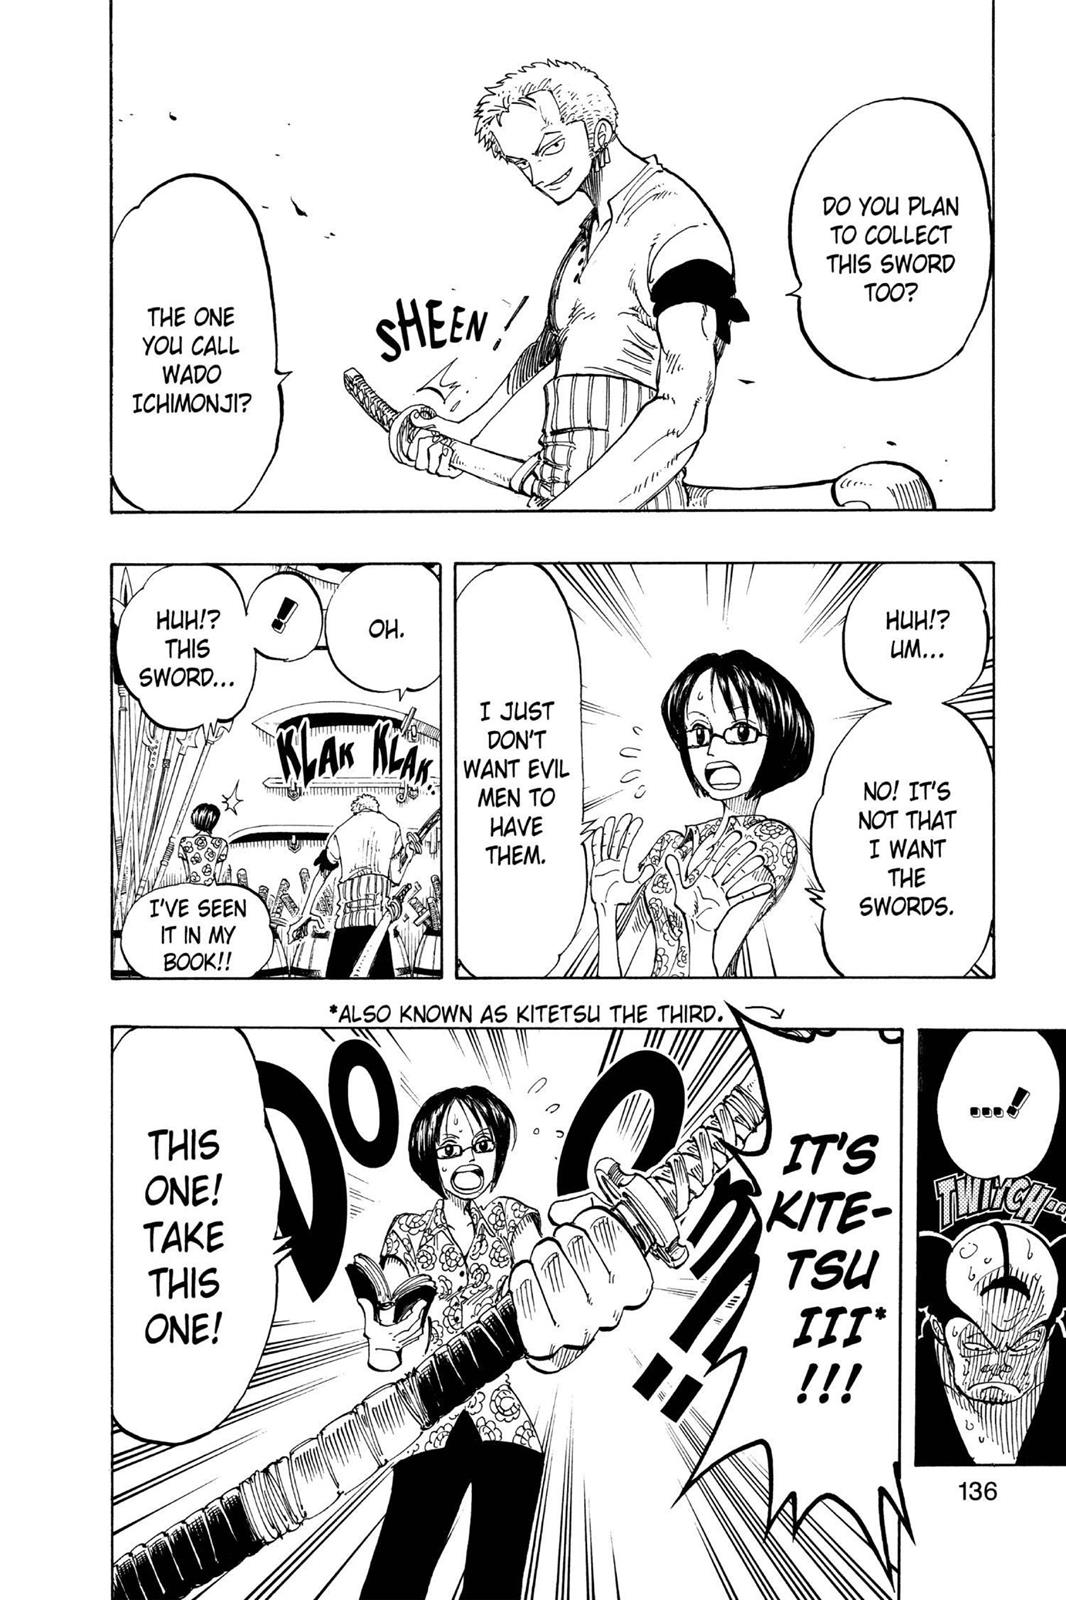 DO YOU PLAN
TO COLLECT
THIS SWORD
TOO?
SHEEN!
THE ONE
YOU CALL
WADO
ICHIMONJI?
HUH!?
UM...
NO! IT'S
NOT THAT
I WANT
THE
SWORDS.
I JUST
DON'T
WANT EVIL
MEN TO
HAVE
THEM.
OH.
!
HUH!?
THIS
SWORD...
KLAK KLAK..
I'VE SEEN
IT IN MY
BOOK!!
...!
TWITCH...
*ALSO KNOWN AS KITETSU THE THIRD.
IT'S
KITE-
TSU
III*
!!!
THIS
ONE!
TAKE
THIS
ONE!
136